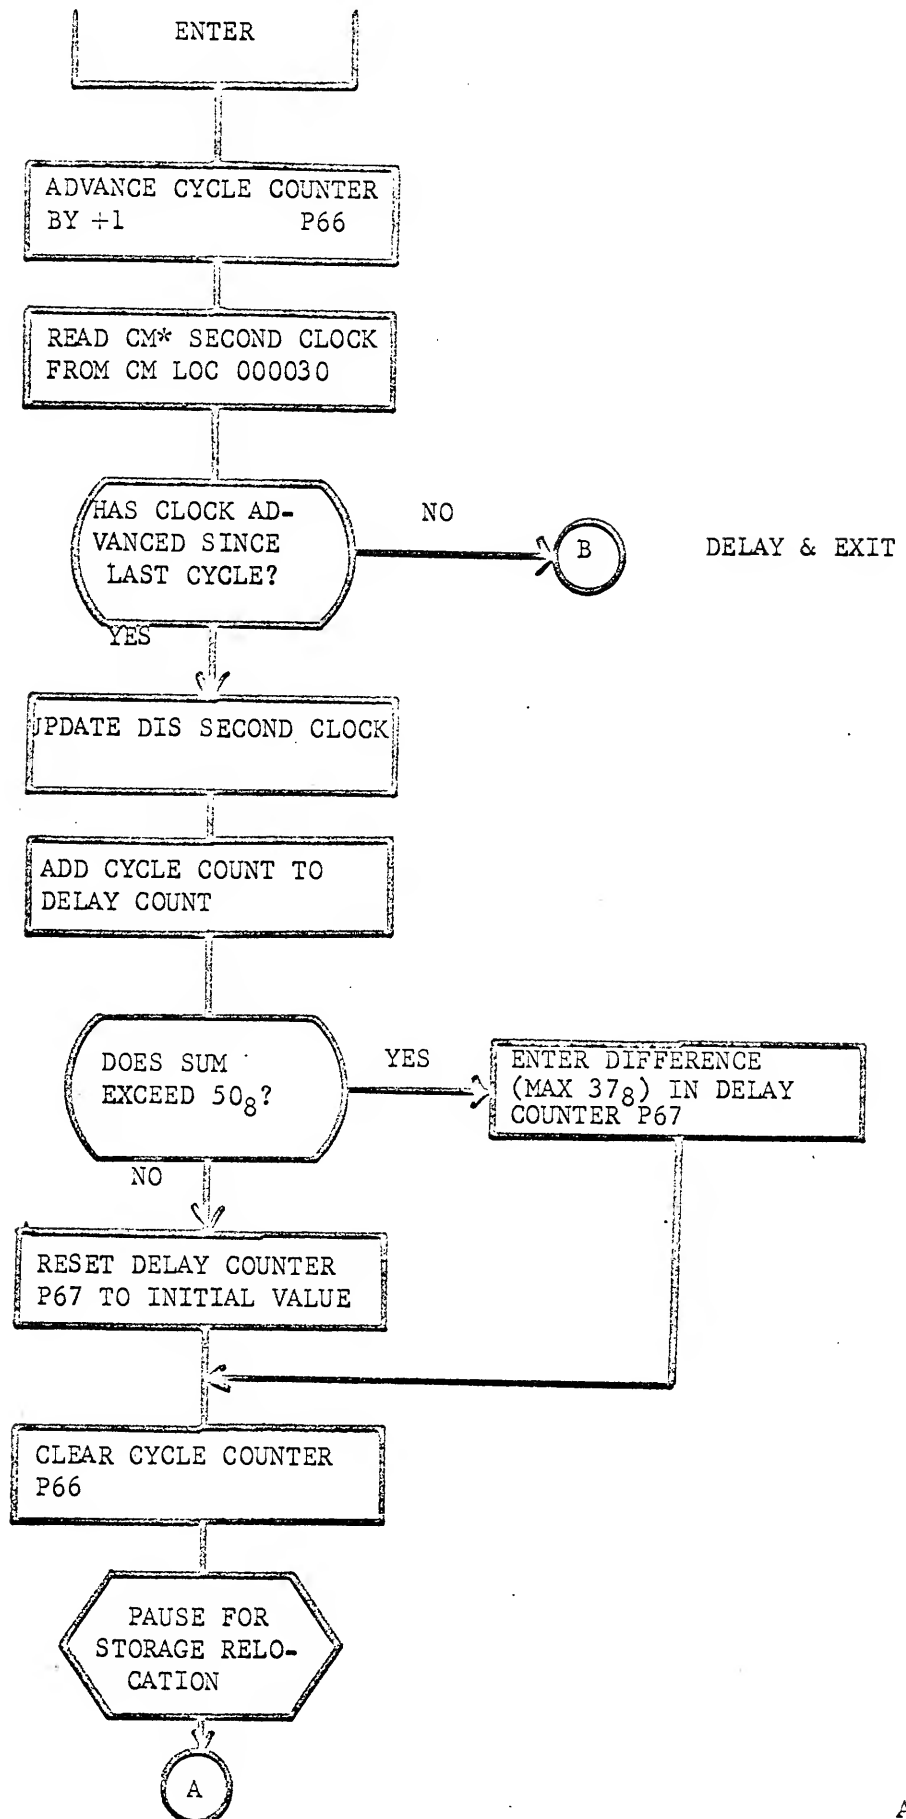 ENTER
ADVANCE CYCLE COUNTER
BY +1 P66
READ CM* SECOND CLOCK
FROM CM LOC 000030
HAS CLOCK AD-
VANCED SINCE
LAST CYCLE?
NO
B
DELAY & EXIT
YES
UPDATE DIS SECOND CLOCK
ADD CYCLE COUNT TO
DELAY COUNT
DOES SUM
EXCEED 50₈?
YES
ENTER DIFFERENCE
(MAX 37₈) IN DELAY
COUNTER P67
NO
RESET DELAY COUNTER
P67 TO INITIAL VALUE
CLEAR CYCLE COUNTER
P66
PAUSE FOR
STORAGE RELO-
CATION
A
A